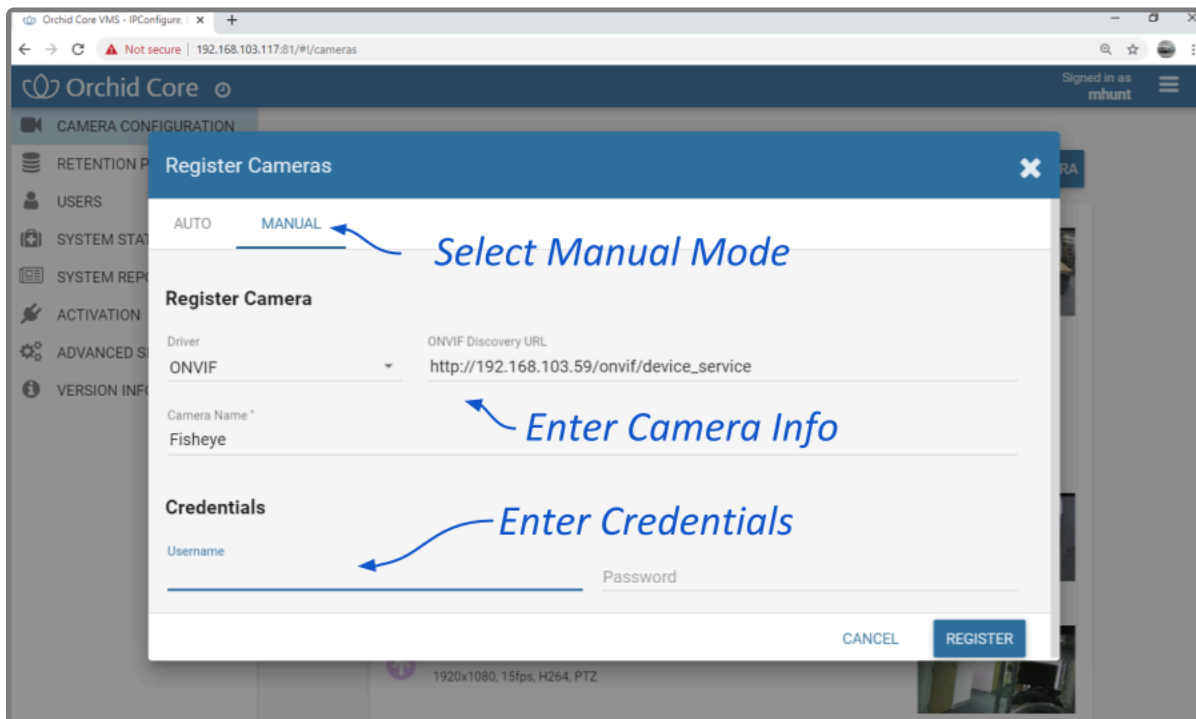 Orchid Core VMS - IPConfigure,
Not secure | 192.168.103.117:81/#!/cameras
Orchid Core
Signed in as
mhunt
CAMERA CONFIGURATION
RETENTION P
USERS
SYSTEM STAT
SYSTEM REPO
ACTIVATION
ADVANCED S
VERSION INFO
RA
Register Cameras
AUTO
MANUAL
Select Manual Mode
Register Camera
Driver
ONVIF Discovery URL
ONVIF
http://192.168.103.59/onvif/device_service
Camera Name *
Fisheye
Enter Camera Info
Credentials
Enter Credentials
Username
Password
CANCEL
REGISTER
1920x1080, 15fps, H264, PTZ